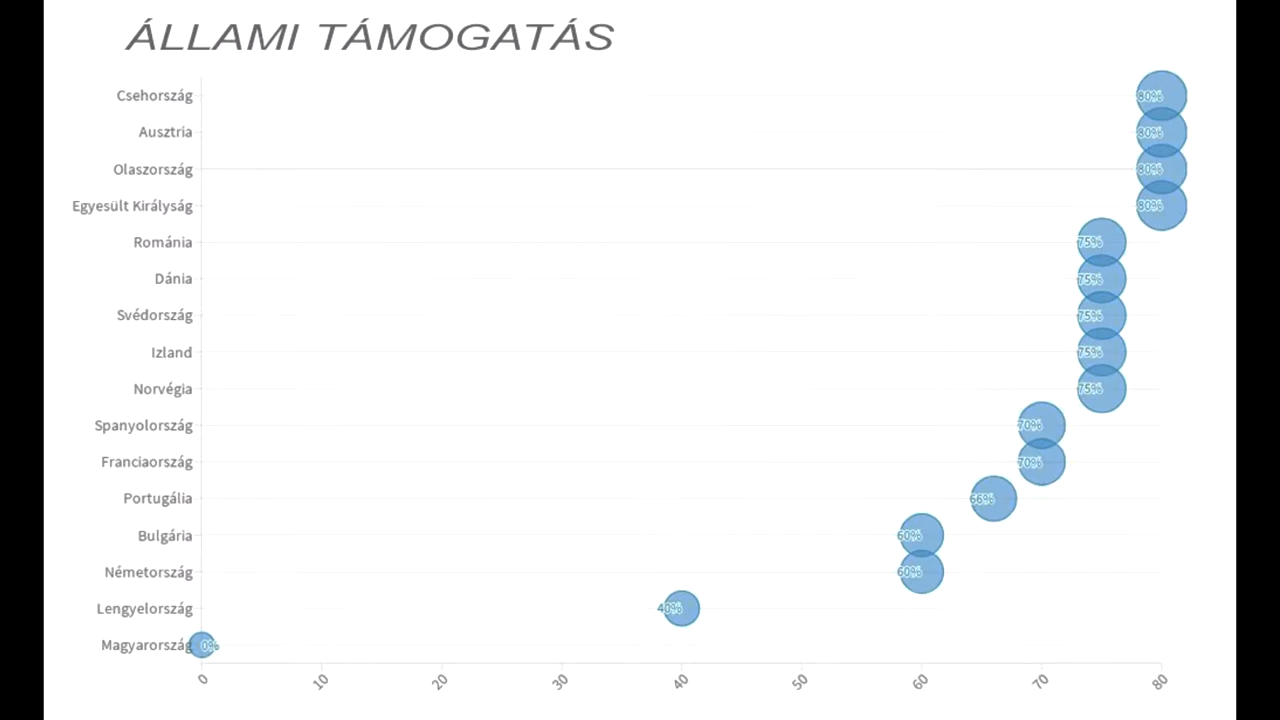 ÁLLAMI TÁMOGATÁS
Csehország 80%
Ausztria 80%
Olaszország 80%
Egyesült Királyság 80%
Románia 75%
Dánia 75%
Svédország 75%
Izland 75%
Norvégia 75%
Spanyolország 70%
Franciaország 70%
Portugália 66%
Bulgária 60%
Németország 60%
Lengyelország 40%
Magyarország 0%
0 10 20 30 40 50 60 70 80